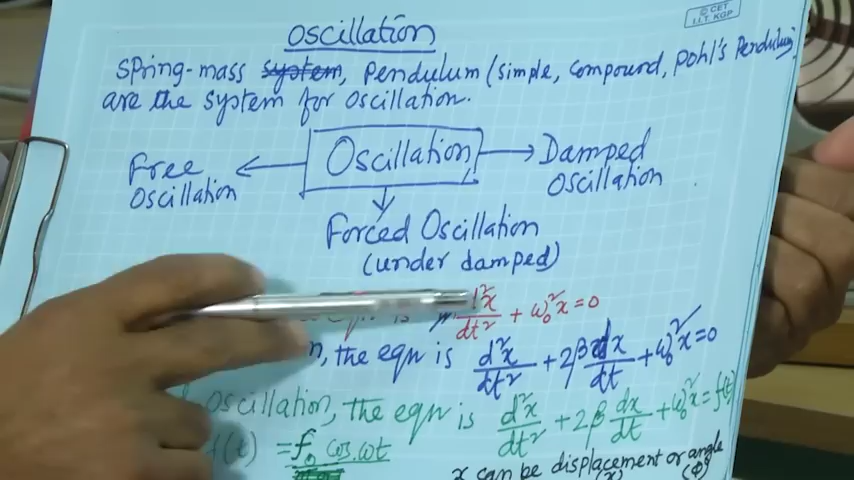 © CET
I.I.T. KGP
Oscillation
Spring-mass system, Pendulum (simple, compound, pohl's Pendulum)
are the system for oscillation.
Free
Oscillation
Oscillation
Damped
Oscillation
Forced Oscillation
(under damped)
eqn is d²x/dt² + ω₀²x = 0
the eqn is d²x/dt² + 2β dx/dt + ω₀²x = 0
oscillation, the eqn is d²x/dt² + 2β dx/dt + ω₀²x = f(t)
f(t) = f₀ cos ωt
x can be displacement or angle
(x) (φ)